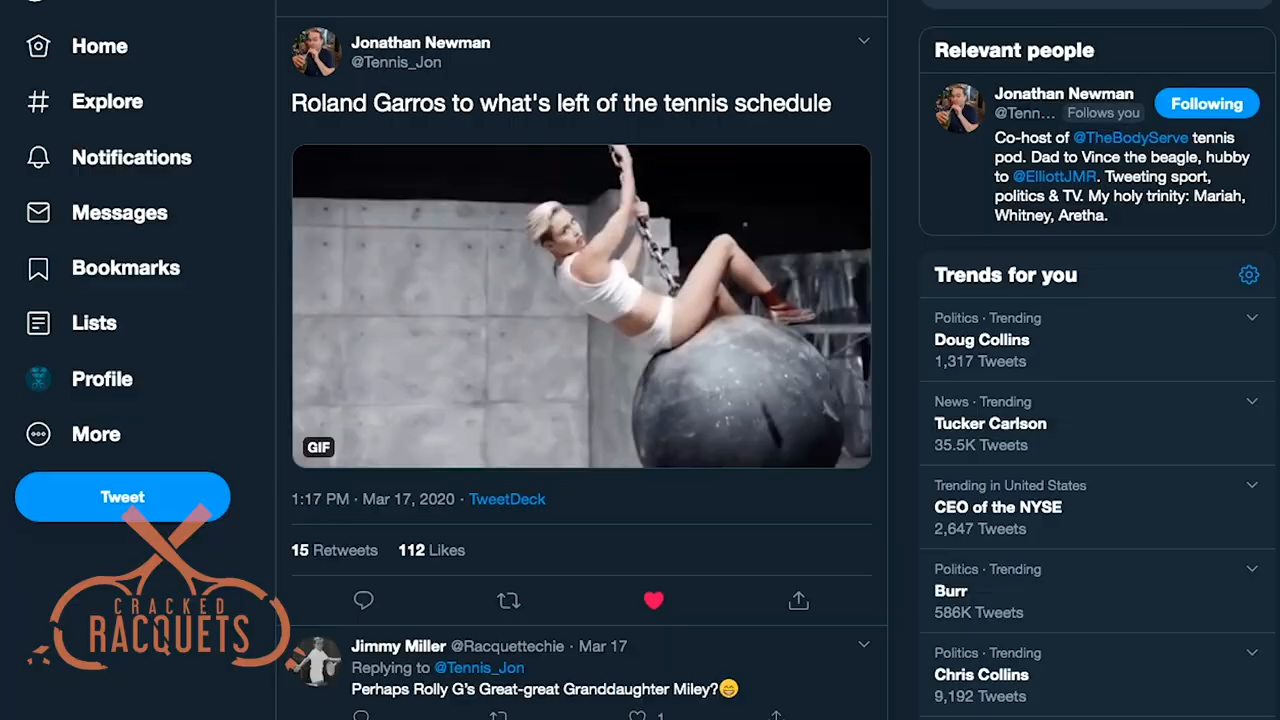 Home
Explore
Notifications
Messages
Bookmarks
Lists
Profile
More
Tweet
CRACKED
RACQUETS
Jonathan Newman
@Tennis_Jon
Roland Garros to what's left of the tennis schedule
GIF
1:17 PM · Mar 17, 2020 · TweetDeck
15 Retweets 112 Likes
Jimmy Miller @Racquettechie · Mar 17
Replying to @Tennis_Jon
Perhaps Rolly G's Great-great Granddaughter Miley?😁
1
Relevant people
Jonathan Newman
@Tenn... Follows you
Following
Co-host of @TheBodyServe tennis
pod. Dad to Vince the beagle, hubby
to @ElliottJMR. Tweeting sport,
politics & TV. My holy trinity: Mariah,
Whitney, Aretha.
Trends for you
Politics · Trending
Doug Collins
1,317 Tweets
News · Trending
Tucker Carlson
35.5K Tweets
Trending in United States
CEO of the NYSE
2,647 Tweets
Politics · Trending
Burr
586K Tweets
Politics · Trending
Chris Collins
9,192 Tweets